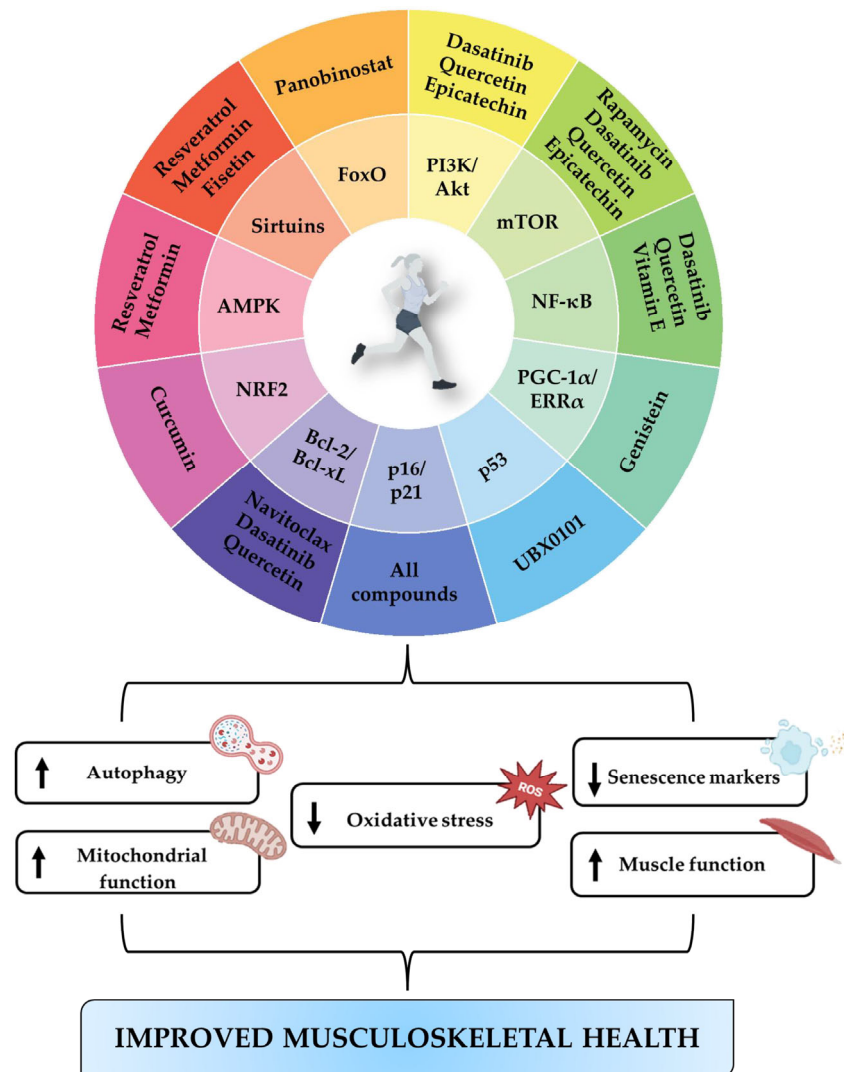 Panobinostat
FoxO
Dasatinib
Quercetin
Epicatechin
PI3K/
Akt
Rapamycin
Dasatinib
Quercetin
Epicatechin
mTOR
Dasatinib
Quercetin
Vitamin E
NF-κB
Genistein
PGC-1α/
ERRα
UBX0101
p53
All
compounds
p16/
p21
Navitoclax
Dasatinib
Quercetin
Bcl-2/
Bcl-xL
Curcumin
NRF2
Resveratrol
Metformin
AMPK
Resveratrol
Metformin
Fisetin
Sirtuins
Autophagy
Mitochondrial
function
ROS
Oxidative stress
Senescence markers
Muscle function
IMPROVED MUSCULOSKELETAL HEALTH